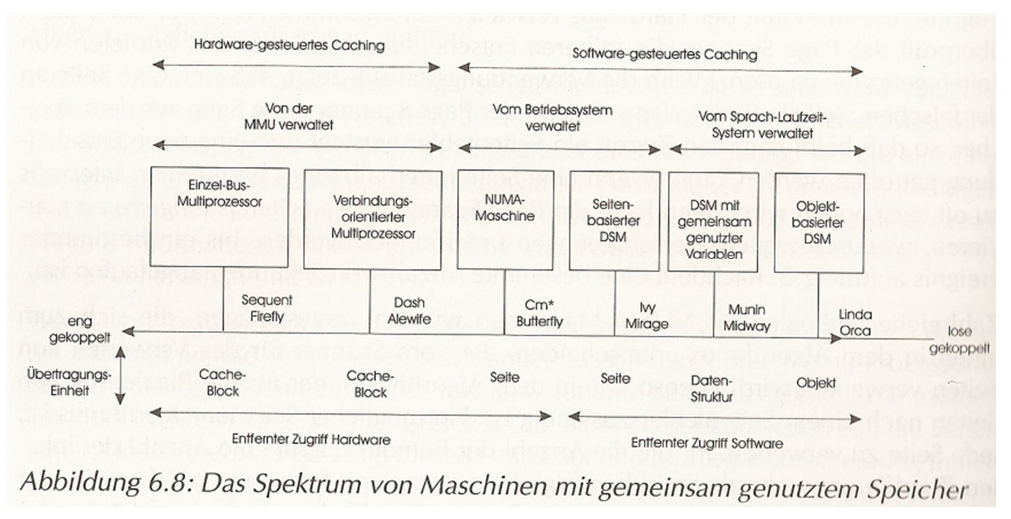 Hardware-gesteuertes Caching
Software-gesteuertes Caching
Von der
MMU verwaltet
Vom Betriebssystem
verwaltet
Vom Sprach-Laufzeit-
System verwaltet
Einzel-Bus-
Multiprozessor
Verbindungs-
orientierter
Multiprozessor
NUMA-
Maschine
Seiten-
basierter
DSM
DSM mit
gemeinsam
genutzter
Variablen
Objekt-
basierter
DSM
Sequent
Firefly
Dash
Alewife
Cm*
Butterfly
Ivy
Mirage
Munin
Midway
Linda
Orca
eng
gekoppelt
lose
gekoppelt
Übertragungs-
Einheit
Cache-
Block
Cache-
Block
Seite
Seite
Daten-
Struktur
Objekt
Entfernter Zugriff Hardware
Entfernter Zugriff Software
Abbildung 6.8: Das Spektrum von Maschinen mit gemeinsam genutztem Speicher